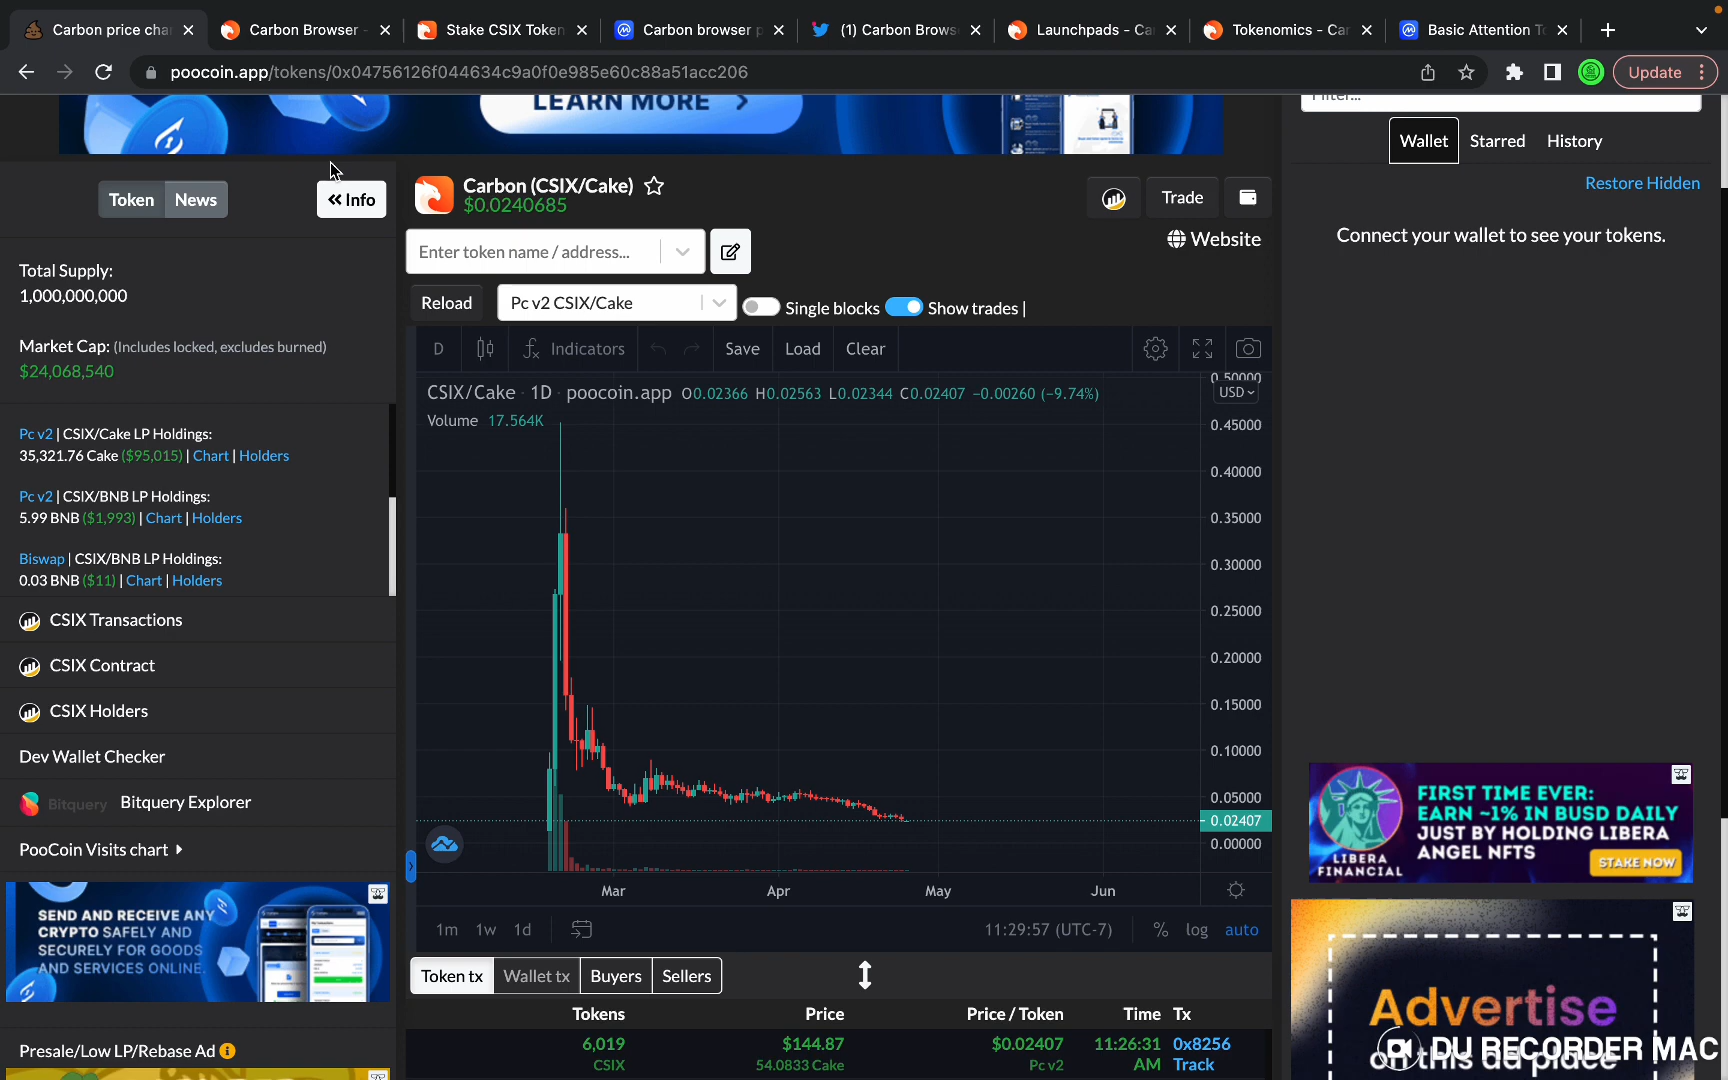 Carbon price cha
Carbon Browser -
Stake CSIX Token
Carbon browser p
(1) Carbon Brows
Launchpads - Ca
Tokenomics - Car
Basic Attention To
poocoin.app/tokens/0x04756126f044634c9a0f0e985e60c88a51acc206
Update
LEARN MORE >
Filter...
Wallet
Starred
History
Restore Hidden
Connect your wallet to see your tokens.
Token
News
« Info
Total Supply:
1,000,000,000
Market Cap: (Includes locked, excludes burned)
$24,068,540
Pc v2 | CSIX/Cake LP Holdings:
35,321.76 Cake ($95,015) | Chart | Holders
Pc v2 | CSIX/BNB LP Holdings:
5.99 BNB ($1,993) | Chart | Holders
Biswap | CSIX/BNB LP Holdings:
0.03 BNB ($11) | Chart | Holders
CSIX Transactions
CSIX Contract
CSIX Holders
Dev Wallet Checker
Bitquery Bitquery Explorer
PooCoin Visits chart
SEND AND RECEIVE ANY
CRYPTO SAFELY AND
SECURELY FOR GOODS
AND SERVICES ONLINE.
Presale/Low LP/Rebase Ad
Carbon (CSIX/Cake)
$0.0240685
Trade
Website
Enter token name / address...
Reload
Pc v2 CSIX/Cake
Single blocks
Show trades |
D
Indicators
Save
Load
Clear
CSIX/Cake · 1D · poocoin.app O0.02366 H0.02563 L0.02344 C0.02407 −0.00260 (−9.74%)
Volume 17.564K
0.50000
USD
0.45000
0.40000
0.35000
0.30000
0.25000
0.20000
0.15000
0.10000
0.05000
0.02407
0.00000
Mar
Apr
May
Jun
1m
1w
1d
11:29:57 (UTC-7)
%
log
auto
Token tx
Wallet tx
Buyers
Sellers
Tokens
Price
Price / Token
Time
Tx
6,019
$144.87
$0.02407
11:26:31
0x8256
CSIX
54.0833 Cake
Pc v2
AM
Track
LIBERA
FINANCIAL
FIRST TIME EVER:
EARN ~1% IN BUSD DAILY
JUST BY HOLDING LIBERA
ANGEL NFTS
STAKE NOW
Advertise
on this ad place
DU RECORDER MAC